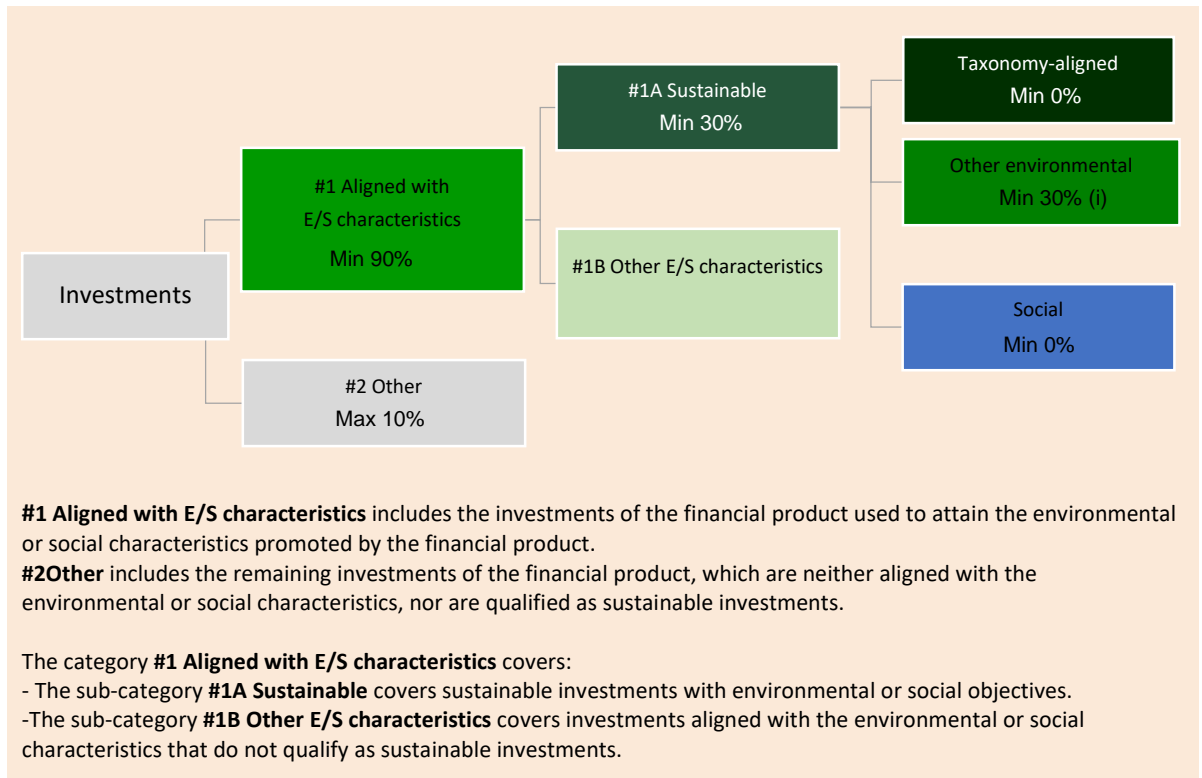 Investments
#1 Aligned with
E/S characteristics
Min 90%
#2 Other
Max 10%
#1A Sustainable
Min 30%
#1B Other E/S characteristics
Taxonomy-aligned
Min 0%
Other environmental
Min 30% (i)
Social
Min 0%
#1 Aligned with E/S characteristics includes the investments of the financial product used to attain the environmental
or social characteristics promoted by the financial product.
#2Other includes the remaining investments of the financial product, which are neither aligned with the
environmental or social characteristics, nor are qualified as sustainable investments.
The category #1 Aligned with E/S characteristics covers:
- The sub-category #1A Sustainable covers sustainable investments with environmental or social objectives.
-The sub-category #1B Other E/S characteristics covers investments aligned with the environmental or social
characteristics that do not qualify as sustainable investments.